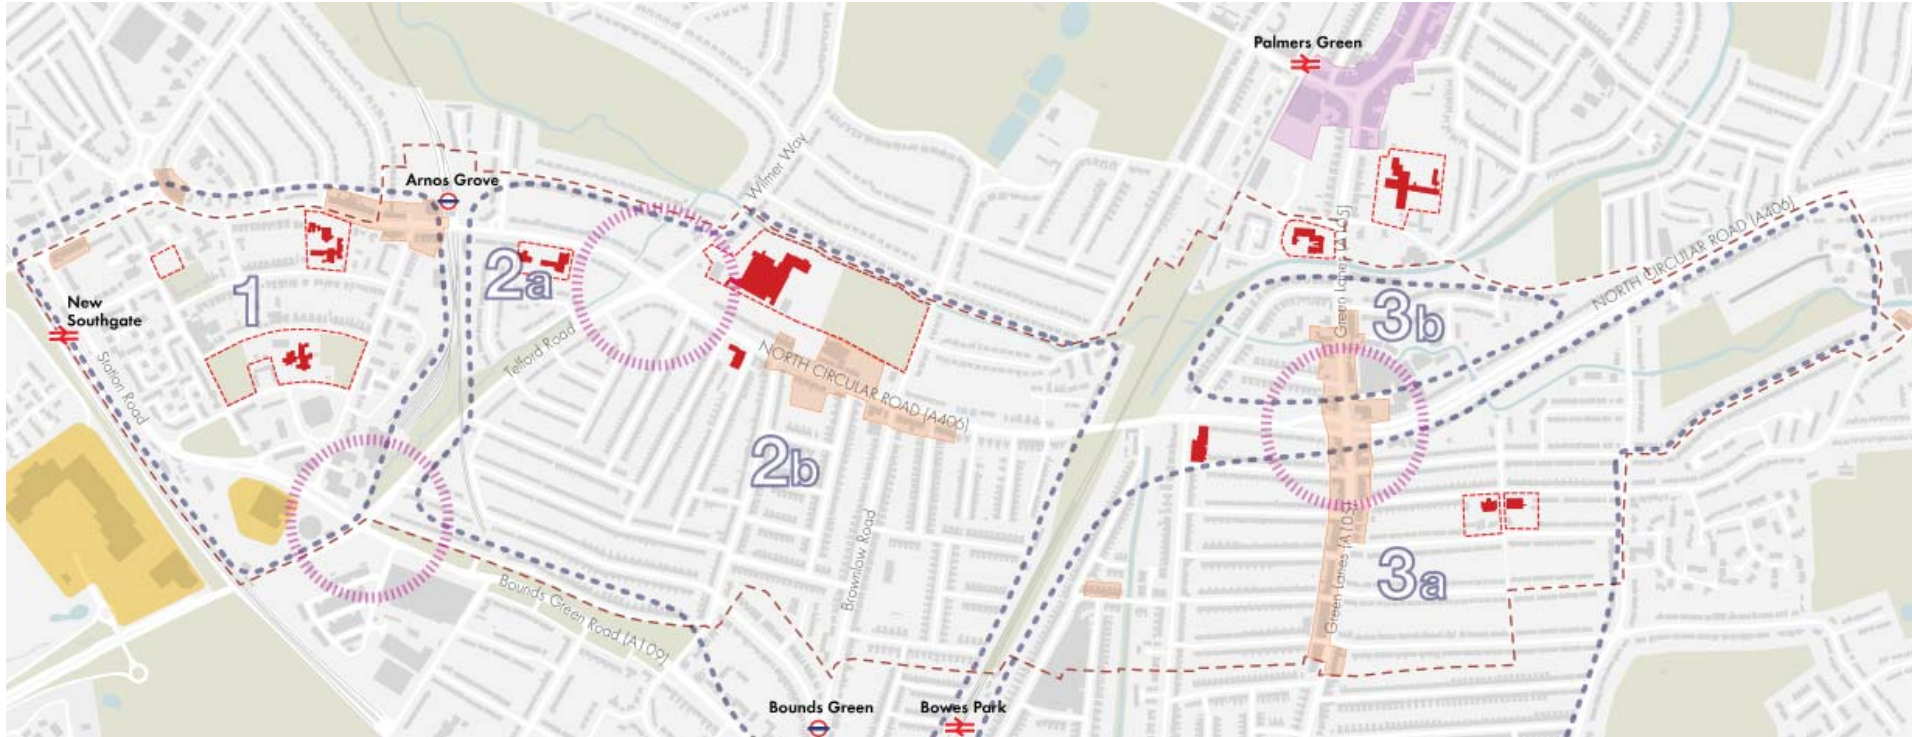 Palmers Green
Arnos Grove
Wilmer Way
Green Lanes (A105)
NORTH CIRCULAR ROAD (A406)
1
2a
3b
New
Southgate
Station Road
Telford Road
NORTH CIRCULAR ROAD (A406)
2b
3a
Brownlow Road
Green Lanes (A105)
Bounds Green Road (A109)
Bounds Green
Bowes Park